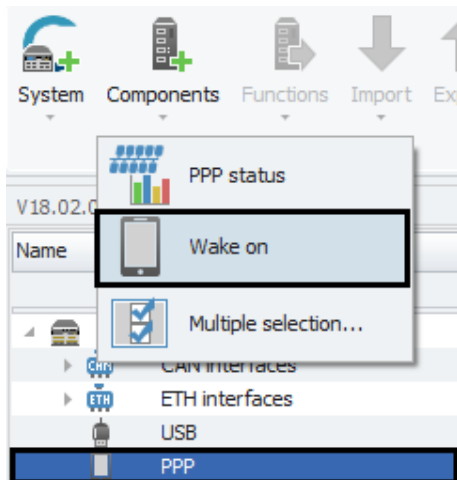 System Components Functions Import Exp
PPP status
V18.02.0
Wake on
Name
Multiple selection...
CAN interfaces
ETH interfaces
USB
PPP